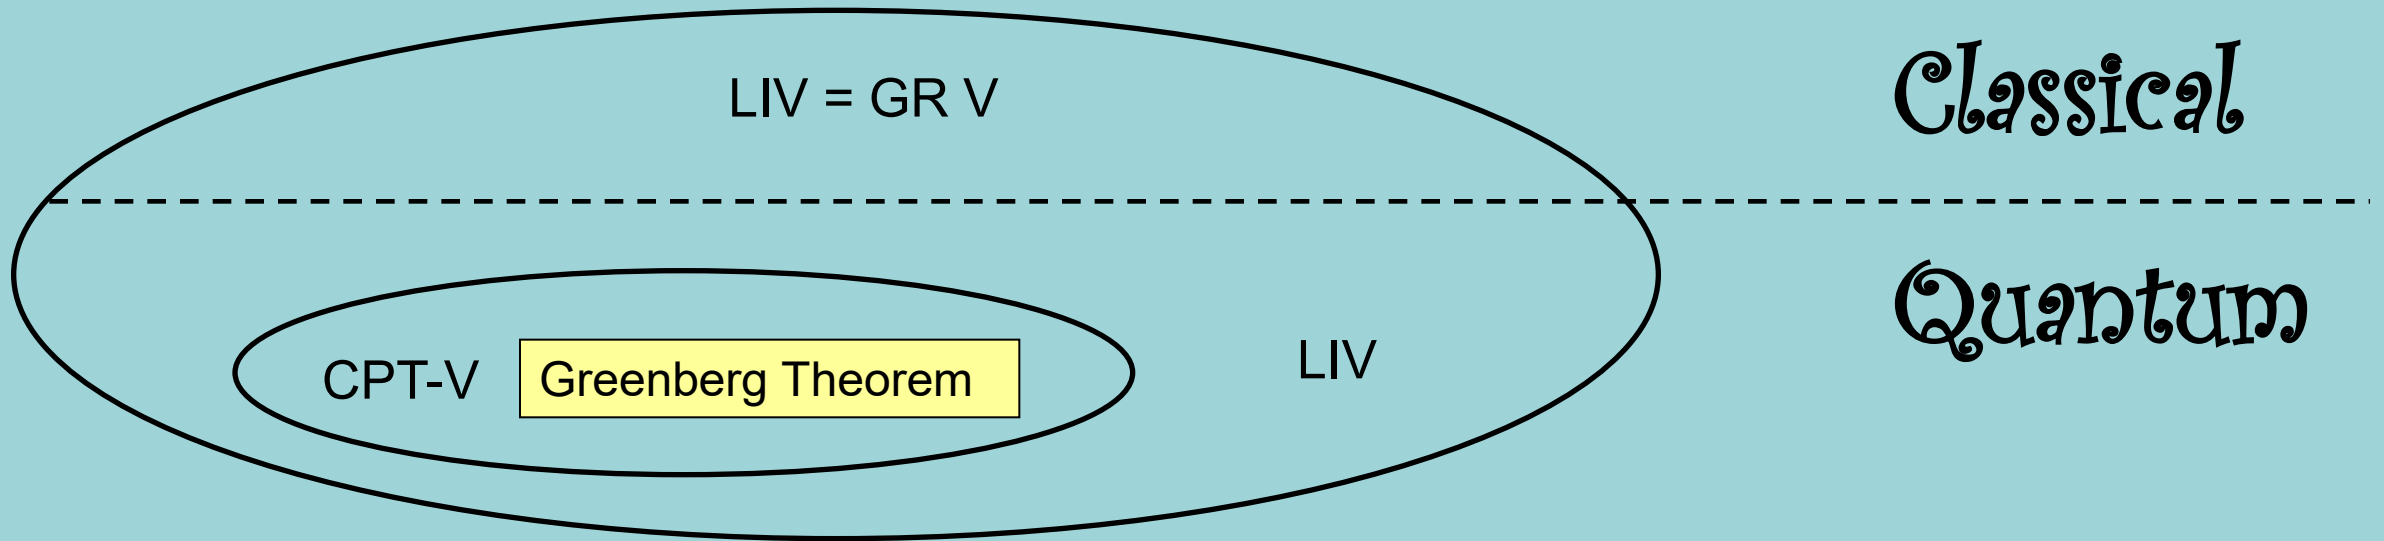 LIV = GR V
Classical
Quantum
CPT-V
Greenberg Theorem
LIV